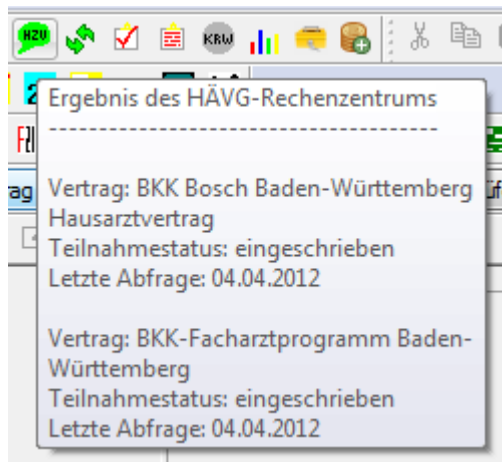 HZV
KRW
Ergebnis des HÄVG-Rechenzentrums
---------------------------------------
Vertrag: BKK Bosch Baden-Württemberg
Hausarztvertrag
Teilnahmestatus: eingeschrieben
Letzte Abfrage: 04.04.2012
Vertrag: BKK-Facharztprogramm Baden-
Württemberg
Teilnahmestatus: eingeschrieben
Letzte Abfrage: 04.04.2012